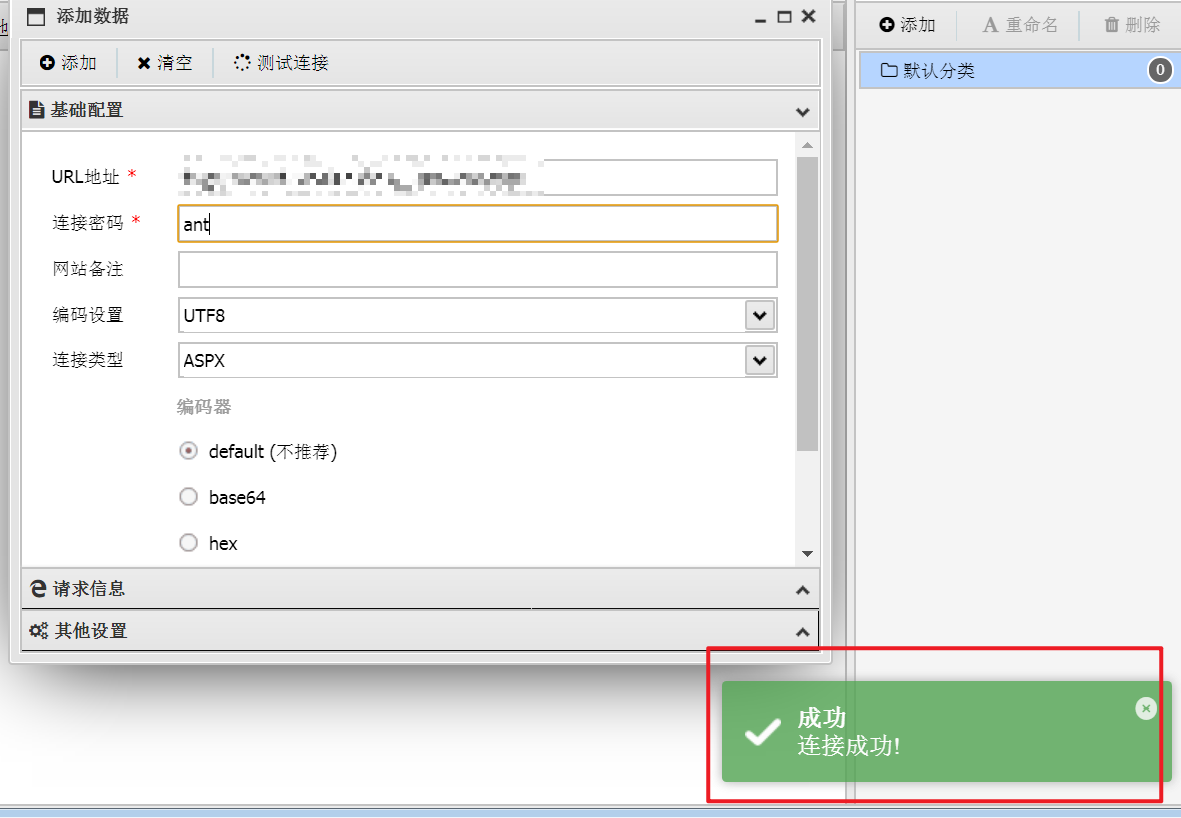 添加数据
添加 清空 测试连接
基础配置
URL地址 *
连接密码 * ant
网站备注
编码设置 UTF8
连接类型 ASPX
编码器
default (不推荐)
base64
hex
请求信息
其他设置
添加 A 重命名 删除
默认分类 0
成功
连接成功!